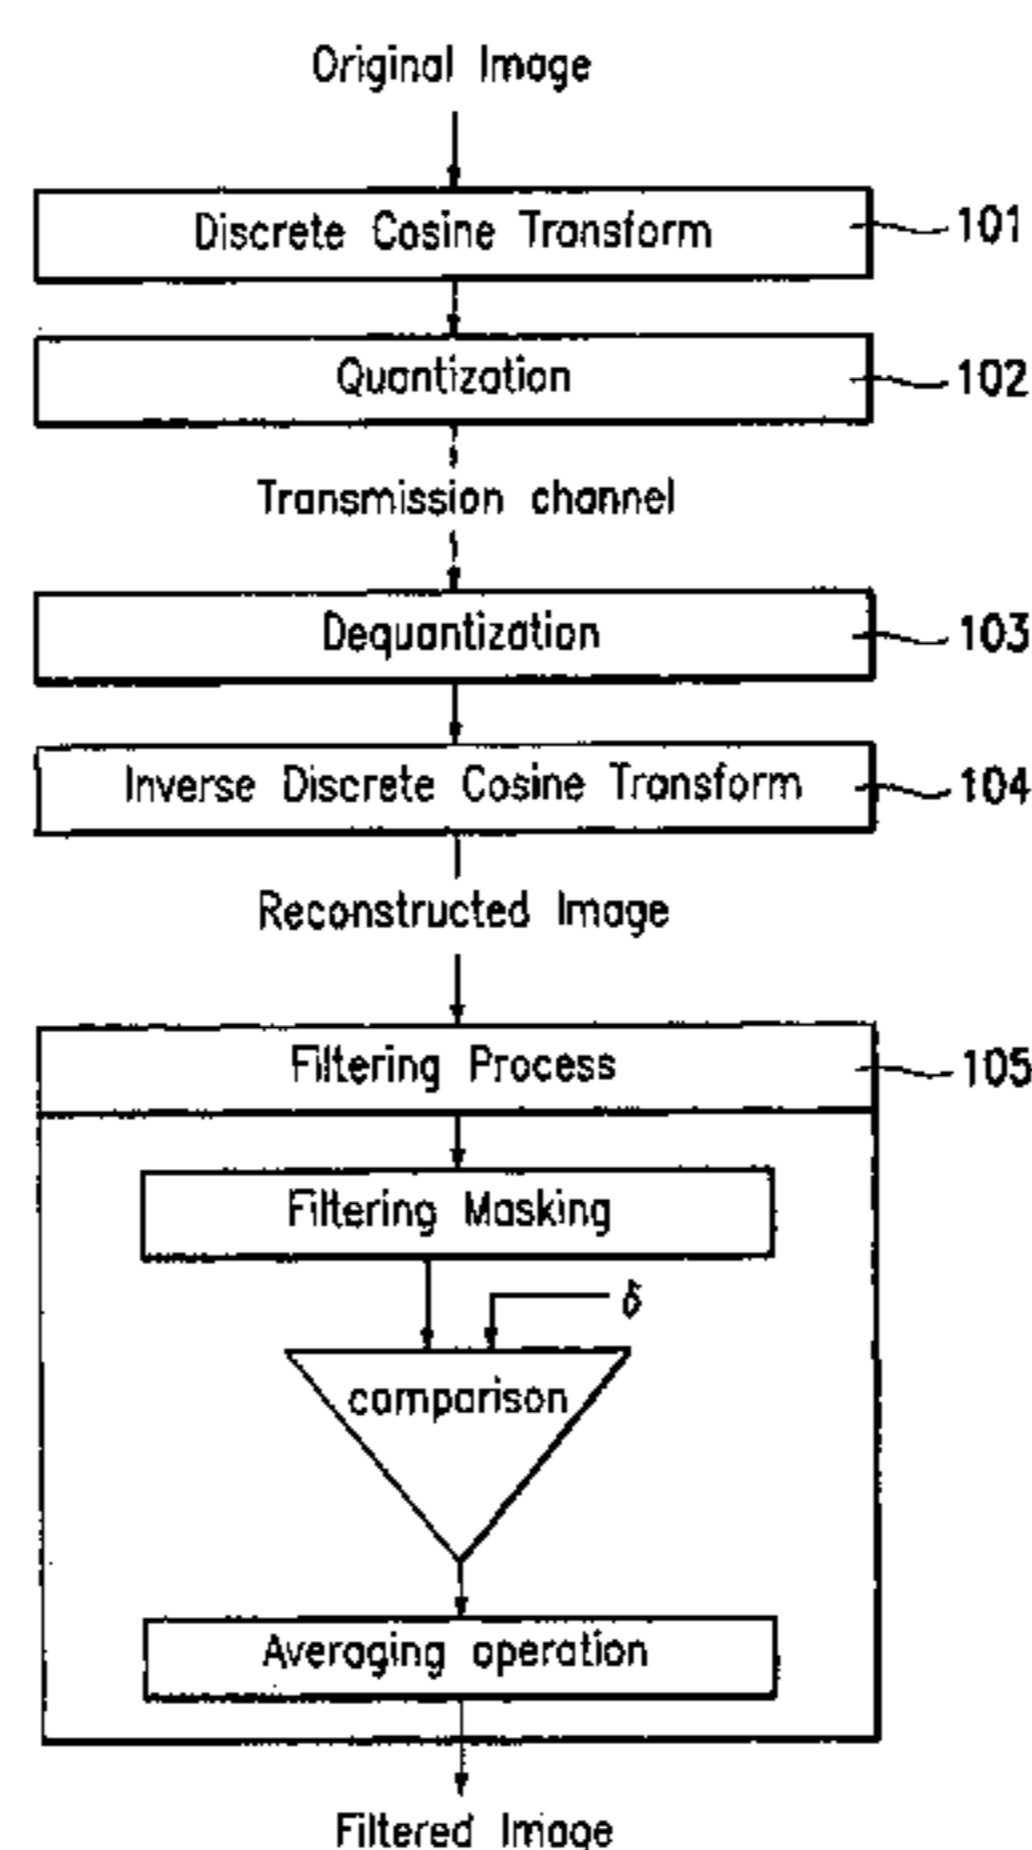 Original Image
Discrete Cosine Transform
101
Quantization
102
Transmission channel
Dequantization
103
Inverse Discrete Cosine Transform
104
Reconstructed Image
Filtering Process
105
Filtering Masking
δ
comparison
Averaging operation
Filtered Image